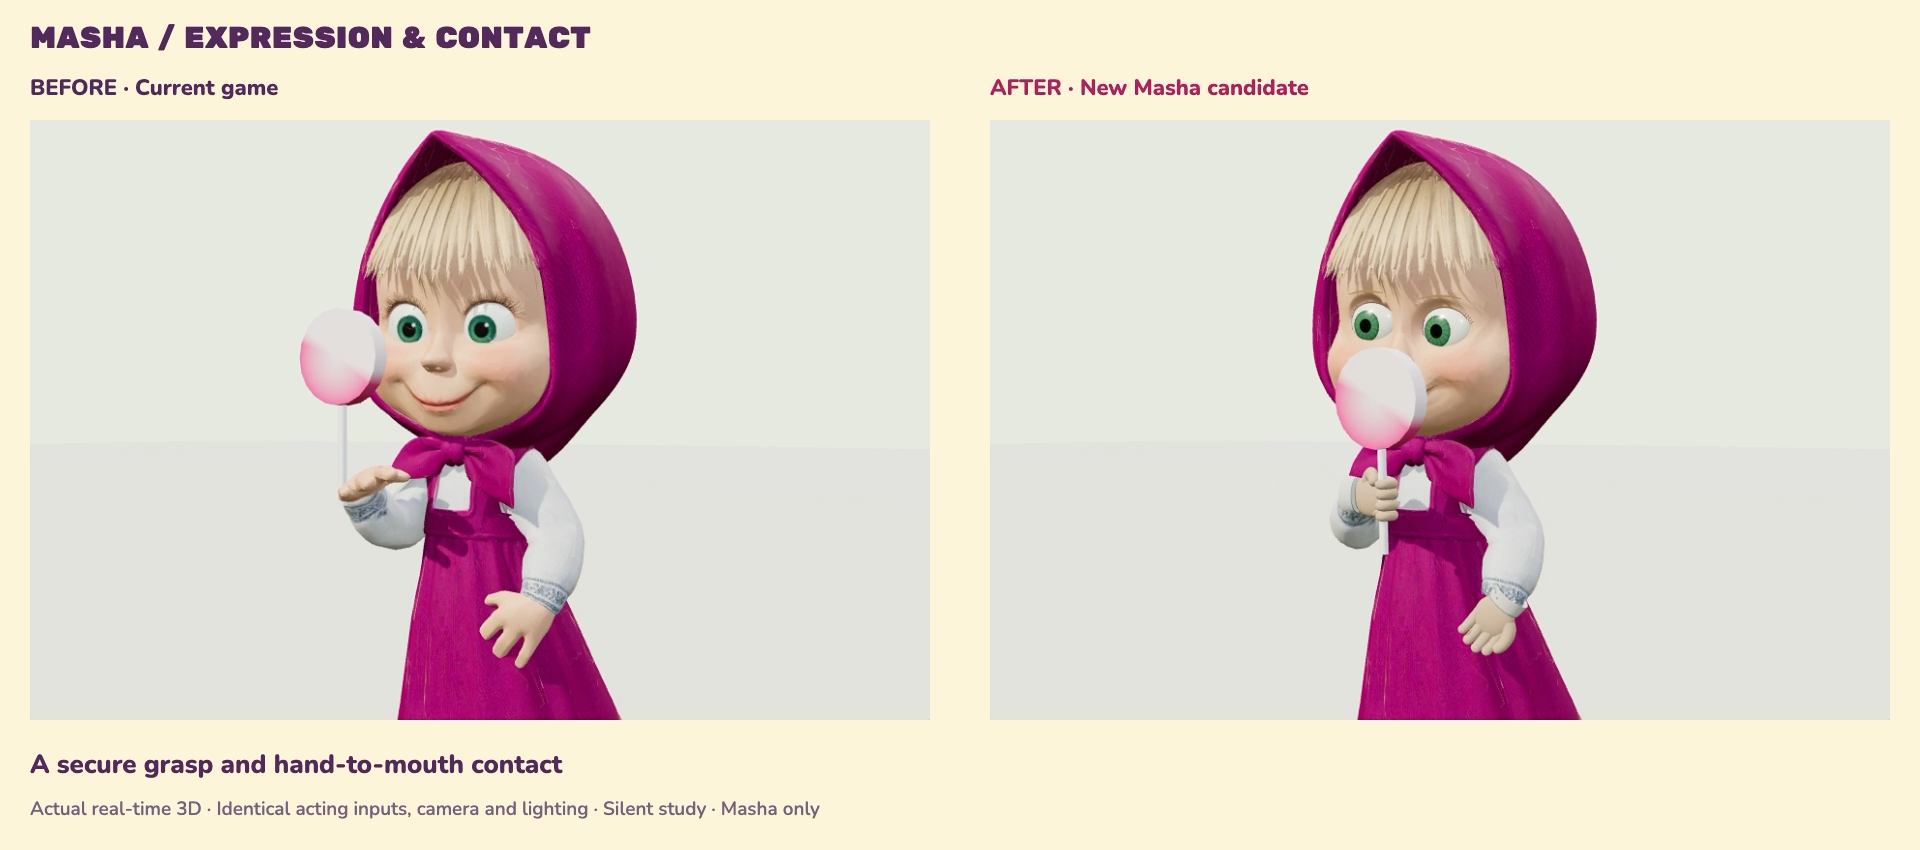 MASHA / EXPRESSION & CONTACT
BEFORE · Current game
AFTER · New Masha candidate
A secure grasp and hand-to-mouth contact
Actual real-time 3D · Identical acting inputs, camera and lighting · Silent study · Masha only